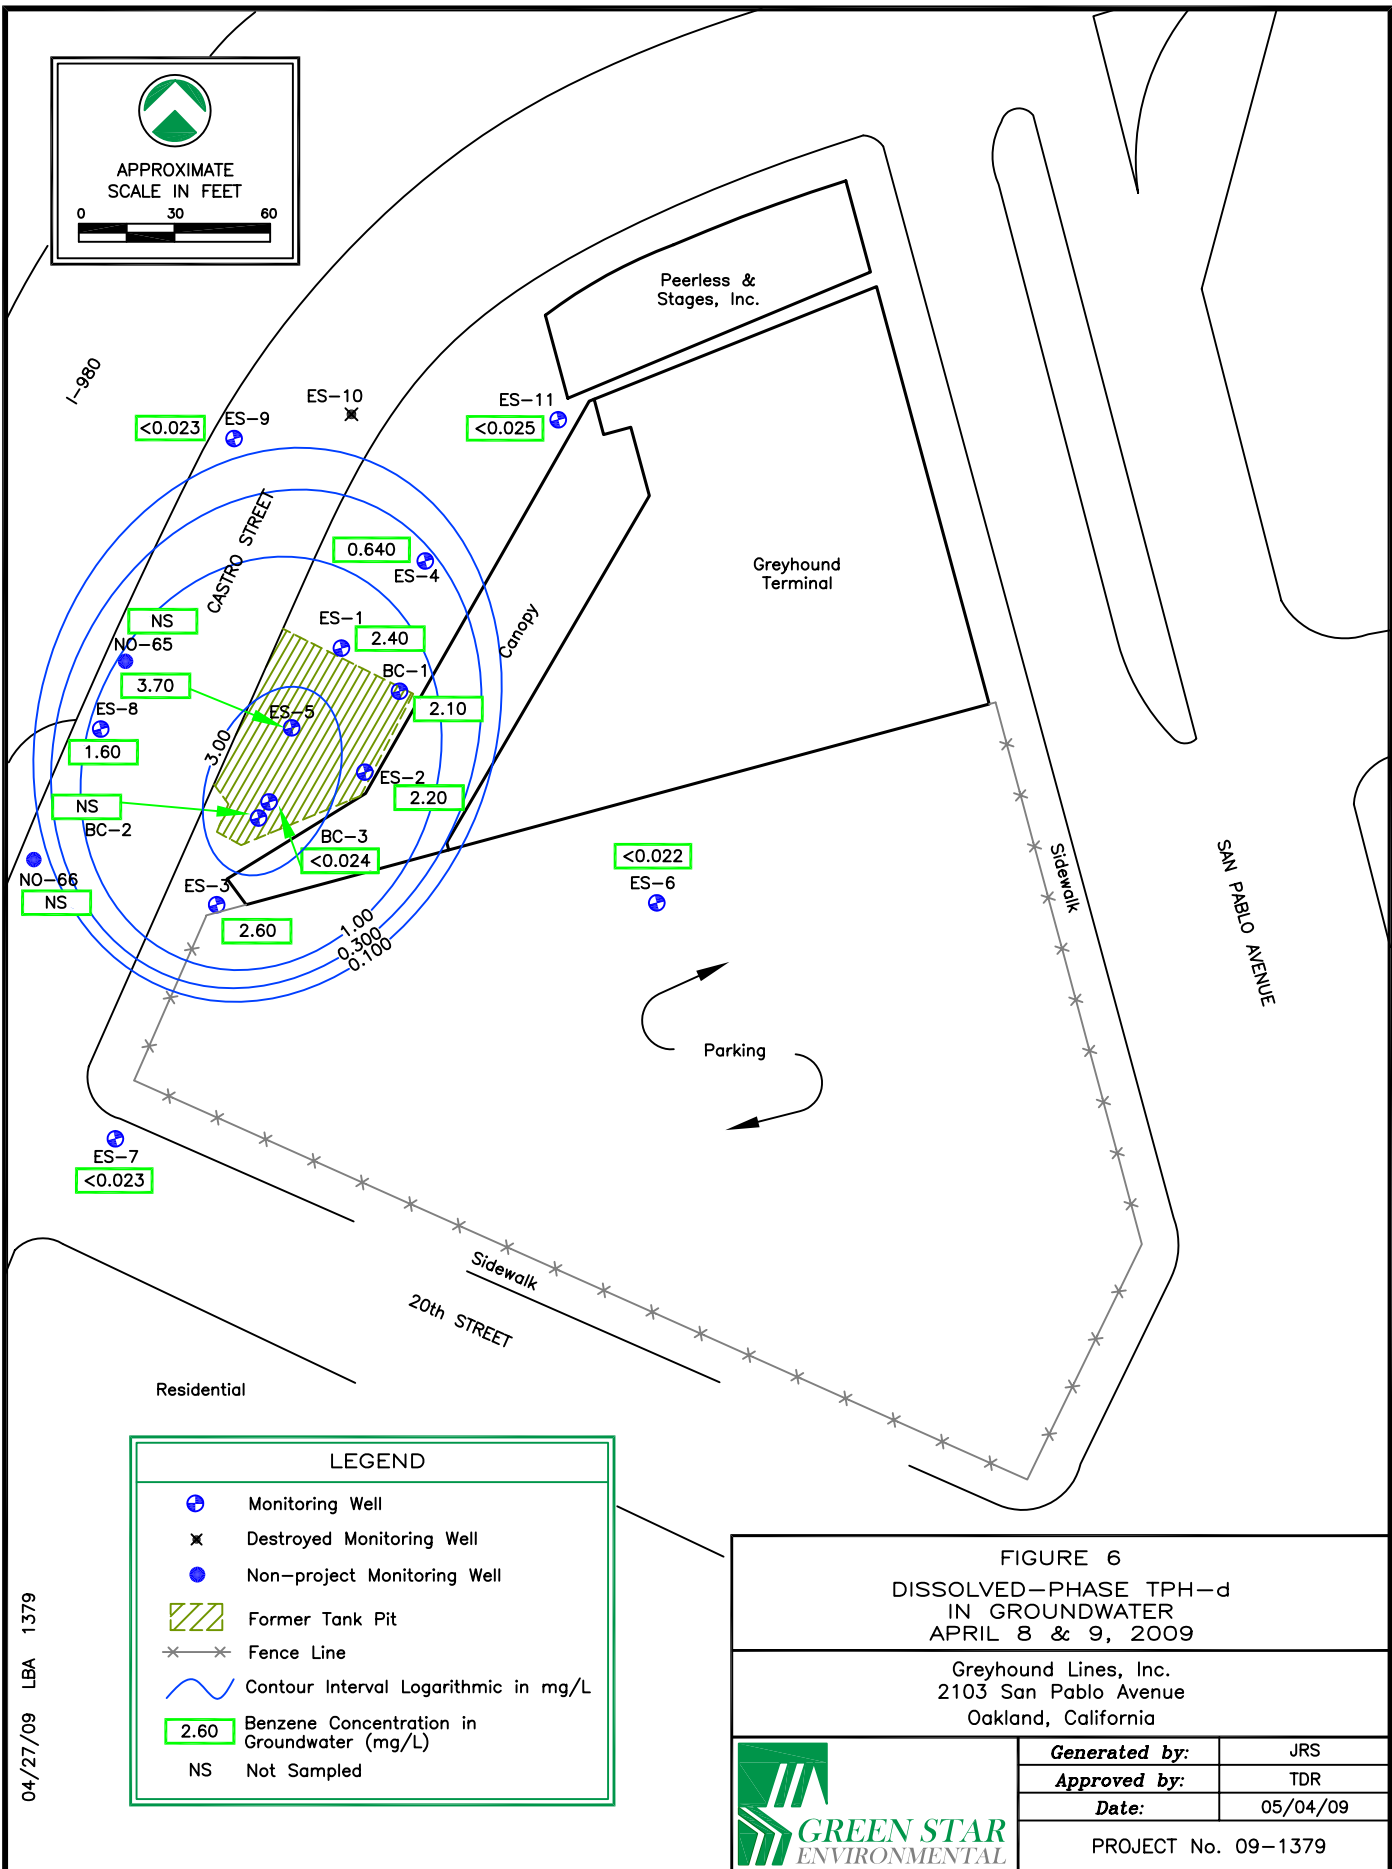 APPROXIMATE
SCALE IN FEET
0 30 60
I-980
Peerless &
Stages, Inc.
ES-10
ES-11
<0.025
<0.023
ES-9
CASTRO STREET
0.640
ES-4
Greyhound
Terminal
Canopy
NS
NO-65
ES-1
2.40
3.70
BC-1
2.10
ES-8
1.60
ES-5
3.00
ES-2
2.20
NS
BC-2
BC-3
<0.024
NO-66
NS
ES-3
2.60
<0.022
ES-6
1.00
0.300
0.100
Sidewalk
SAN PABLO AVENUE
Parking
ES-7
<0.023
Sidewalk
20th STREET
Residential
LEGEND
Monitoring Well
Destroyed Monitoring Well
Non-project Monitoring Well
Former Tank Pit
Fence Line
Contour Interval Logarithmic in mg/L
2.60 Benzene Concentration in
Groundwater (mg/L)
NS Not Sampled
04/27/09 LBA 1379
FIGURE 6
DISSOLVED-PHASE TPH-d
IN GROUNDWATER
APRIL 8 & 9, 2009
Greyhound Lines, Inc.
2103 San Pablo Avenue
Oakland, California
GREEN STAR
ENVIRONMENTAL
Generated by: JRS
Approved by: TDR
Date: 05/04/09
PROJECT No. 09-1379